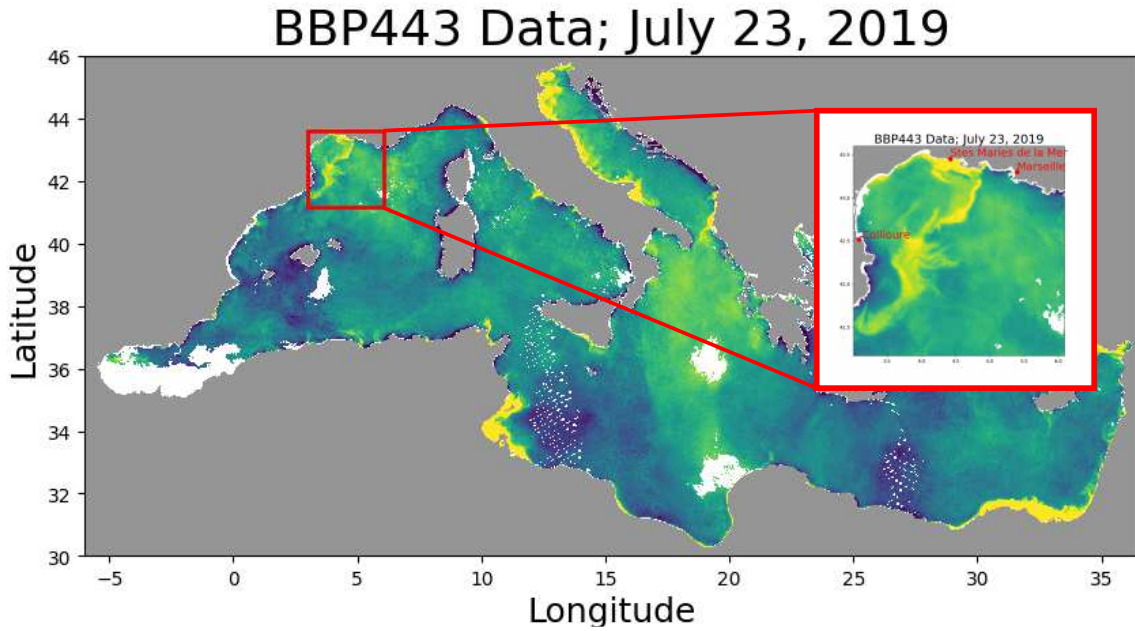 BBP443 Data; July 23, 2019
46
44
42
40
38
36
34
32
30
Latitude
−5
0
5
10
15
20
25
30
35
Longitude
BBP443 Data; July 23, 2019
Stes Maries de la Mer
Marseille
Collioure